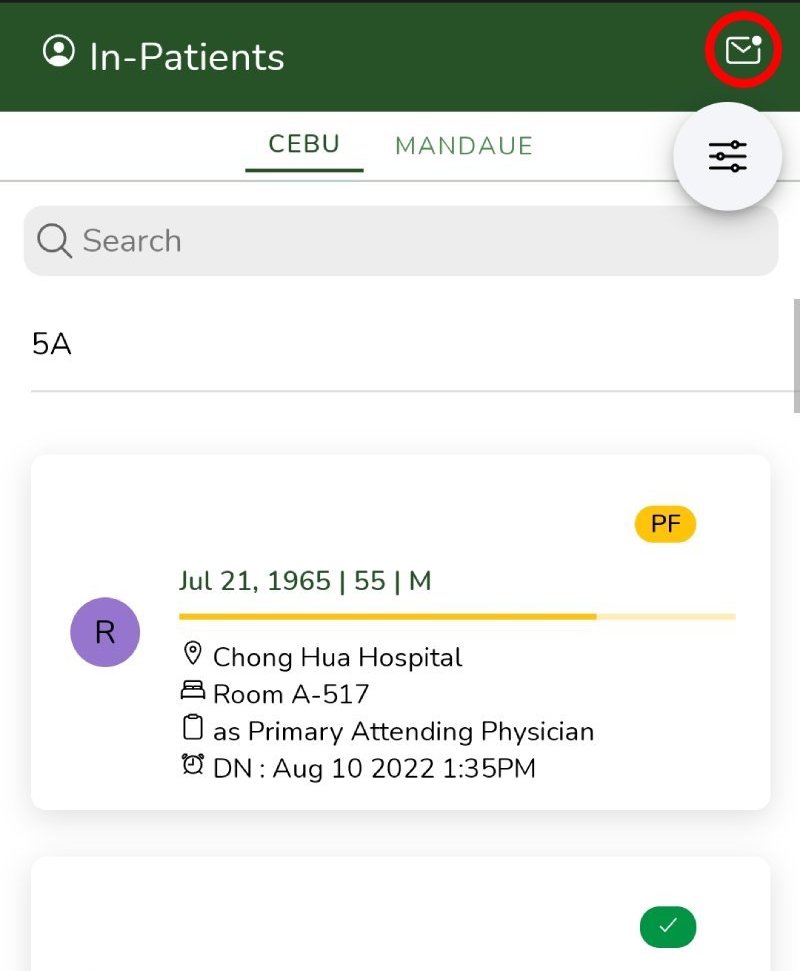 In-Patients
CEBU MANDAUE
Search
5A
PF
Jul 21, 1965 | 55 | M
R
Chong Hua Hospital
Room A-517
as Primary Attending Physician
DN : Aug 10 2022 1:35PM